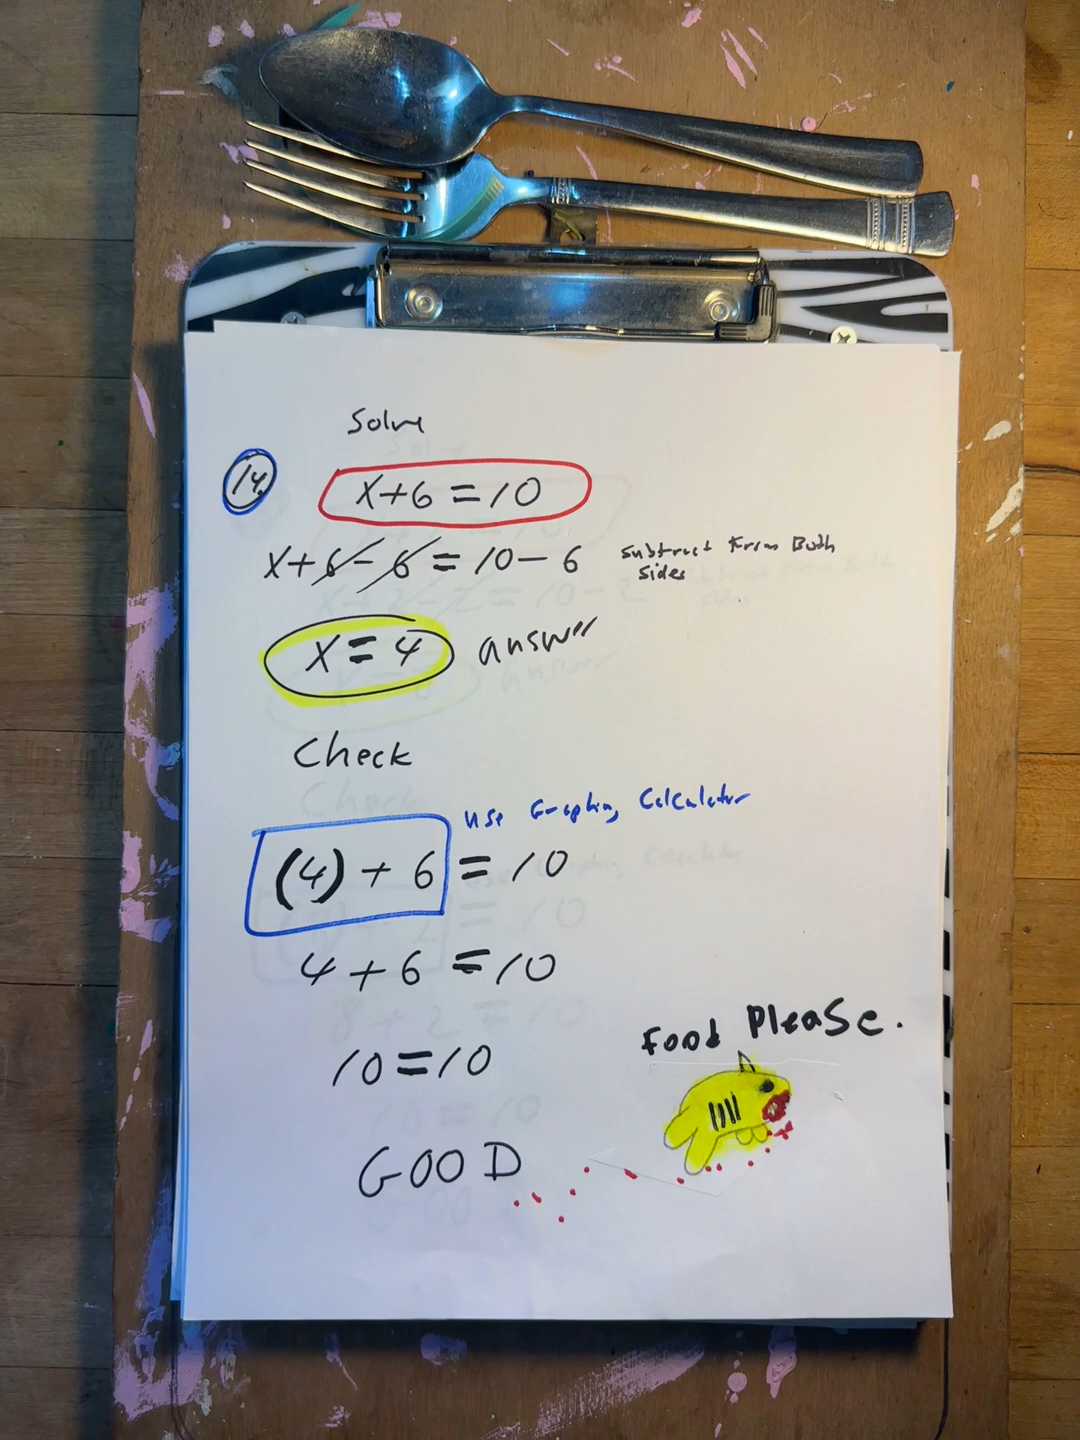 Solve
14. x+6=10
x+6-6=10-6 Subtract From Both
Sides
x=4 answer
Check
Use Graphing Calculator
(4)+6=10
4+6=10
Food Please.
10=10
GOOD